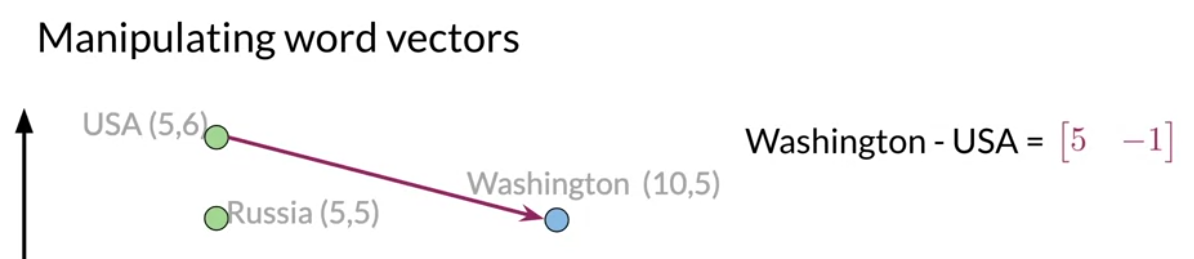 Manipulating word vectors
USA (5,6)
Washington - USA = [5 −1]
Washington (10,5)
Russia (5,5)